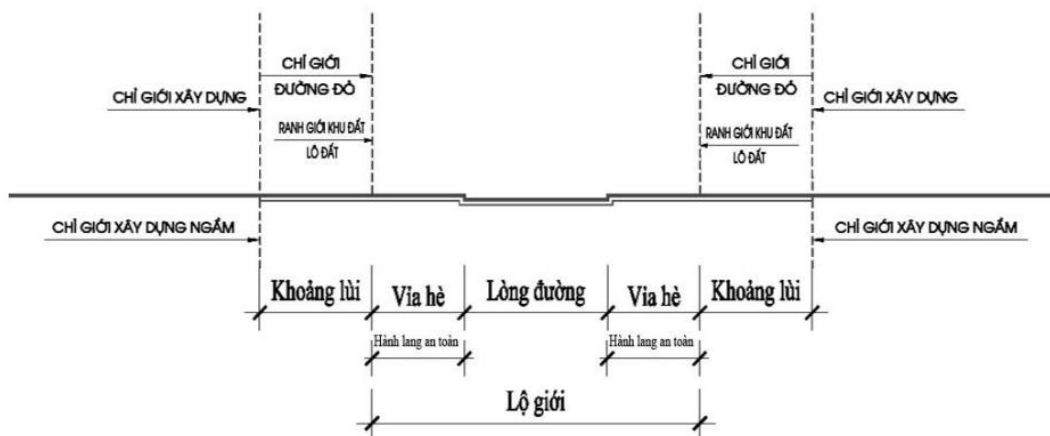 CHỈ GIỚI
ĐƯỜNG ĐỎ
CHỈ GIỚI XÂY DỰNG
RANH GIỚI KHU ĐẤT
LÔ ĐẤT
CHỈ GIỚI
ĐƯỜNG ĐỎ
CHỈ GIỚI XÂY DỰNG
RANH GIỚI KHU ĐẤT
LÔ ĐẤT
CHỈ GIỚI XÂY DỰNG NGẦM
CHỈ GIỚI XÂY DỰNG NGẦM
Khoảng lùi Vỉa hè Lòng đường Vỉa hè Khoảng lùi
Hành lang an toàn Hành lang an toàn
Lộ giới